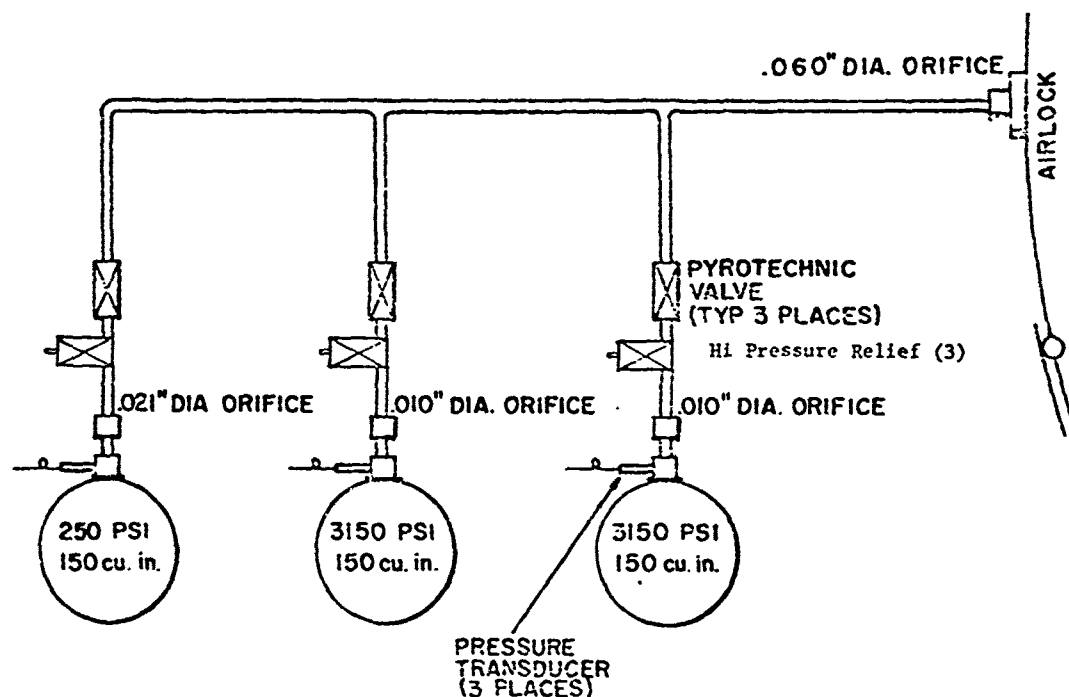 .060" DIA. ORIFICE
AIRLOCK
PYROTECHNIC
VALVE
(TYP 3 PLACES)
Hi Pressure Relief (3)
.021" DIA ORIFICE
.010" DIA. ORIFICE
.010" DIA. ORIFICE
250 PSI
150 cu. in.
3150 PSI
150 cu. in.
3150 PSI
150 cu. in.
PRESSURE
TRANSDUCER
(3 PLACES)